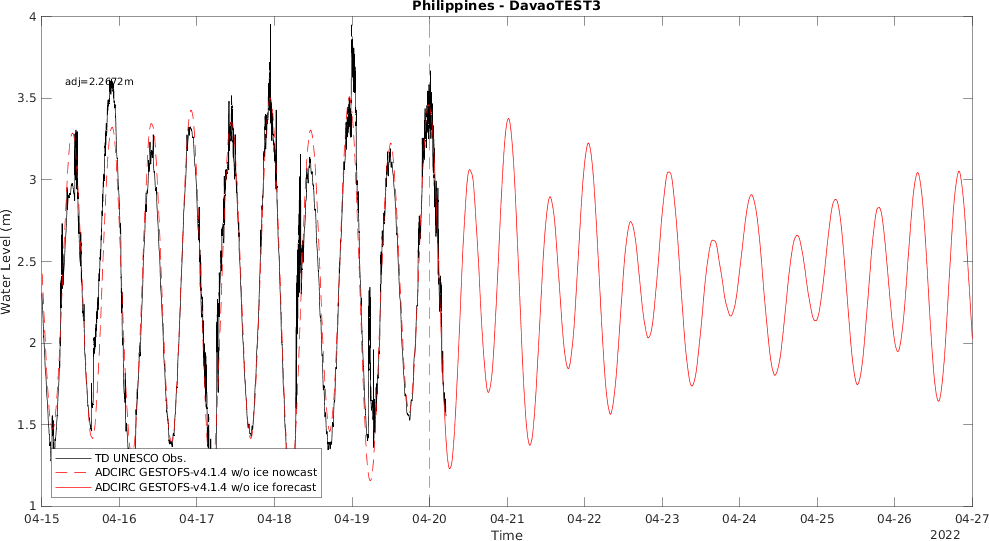 Philippines - DavaoTEST3
4
3.5
3
2.5
2
1.5
1
Water Level (m)
adj=2.2672m
TD UNESCO Obs.
ADCIRC GESTOFS-v4.1.4 w/o ice nowcast
ADCIRC GESTOFS-v4.1.4 w/o ice forecast
04-15 04-16 04-17 04-18 04-19 04-20 04-21 04-22 04-23 04-24 04-25 04-26 04-27
Time
2022